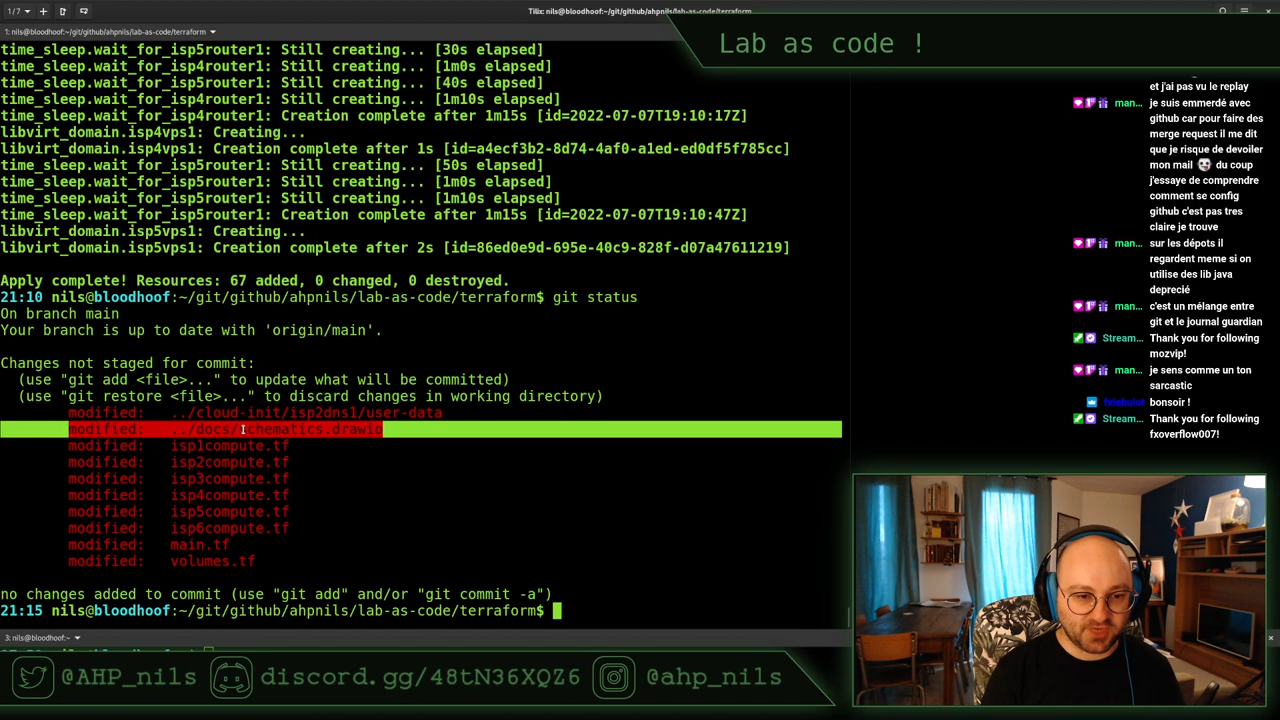 1 / 7
Tilix: nils@bloodhoof:~/git/github/ahpnils/lab-as-code/terraform
1: nils@bloodhoof:~/git/github/ahpnils/lab-as-code/terraform
Lab as code !
time_sleep.wait_for_isp5router1: Still creating... [30s elapsed]
time_sleep.wait_for_isp4router1: Still creating... [1m0s elapsed]
time_sleep.wait_for_isp5router1: Still creating... [40s elapsed]
time_sleep.wait_for_isp4router1: Still creating... [1m10s elapsed]
time_sleep.wait_for_isp4router1: Creation complete after 1m15s [id=2022-07-07T19:10:17Z]
libvirt_domain.isp4vps1: Creating...
libvirt_domain.isp4vps1: Creation complete after 1s [id=a4ecf3b2-8d74-4af0-a1ed-ed0df5f785cc]
time_sleep.wait_for_isp5router1: Still creating... [50s elapsed]
time_sleep.wait_for_isp5router1: Still creating... [1m0s elapsed]
time_sleep.wait_for_isp5router1: Still creating... [1m10s elapsed]
time_sleep.wait_for_isp5router1: Creation complete after 1m15s [id=2022-07-07T19:10:47Z]
libvirt_domain.isp5vps1: Creating...
libvirt_domain.isp5vps1: Creation complete after 2s [id=86ed0e9d-695e-40c9-828f-d07a47611219]
Apply complete! Resources: 67 added, 0 changed, 0 destroyed.
21:10 nils@bloodhoof:~/git/github/ahpnils/lab-as-code/terraform$ git status
On branch main
Your branch is up to date with 'origin/main'.
Changes not staged for commit:
(use "git add <file>..." to update what will be committed)
(use "git restore <file>..." to discard changes in working directory)
modified: ../cloud-init/isp2dns1/user-data
modified: ../docs/schematics.drawio
modified: isp1compute.tf
modified: isp2compute.tf
modified: isp3compute.tf
modified: isp4compute.tf
modified: isp5compute.tf
modified: isp6compute.tf
modified: main.tf
modified: volumes.tf
no changes added to commit (use "git add" and/or "git commit -a")
21:15 nils@bloodhoof:~/git/github/ahpnils/lab-as-code/terraform$
3: nils@bloodhoof:~
et j'ai pas vu le replay
man... je suis emmerdé avec
github car pour faire des
merge request il me dit
que je risque de devoiler
mon mail du coup
j'essaye de comprendre
comment se config
github c'est pas tres
claire je trouve
man... sur les dépots il
regardent meme si on
utilise des lib java
deprecié
man... c'est un mélange entre
git et le journal guardian
Stream... Thank you for following
mozvip!
man... je sens comme un ton
sarcastic
bonsoir !
Stream... Thank you for following
fxoverflow007!
@AHP_nils
discord.gg/48tN36XQZ6
@ahp_nils